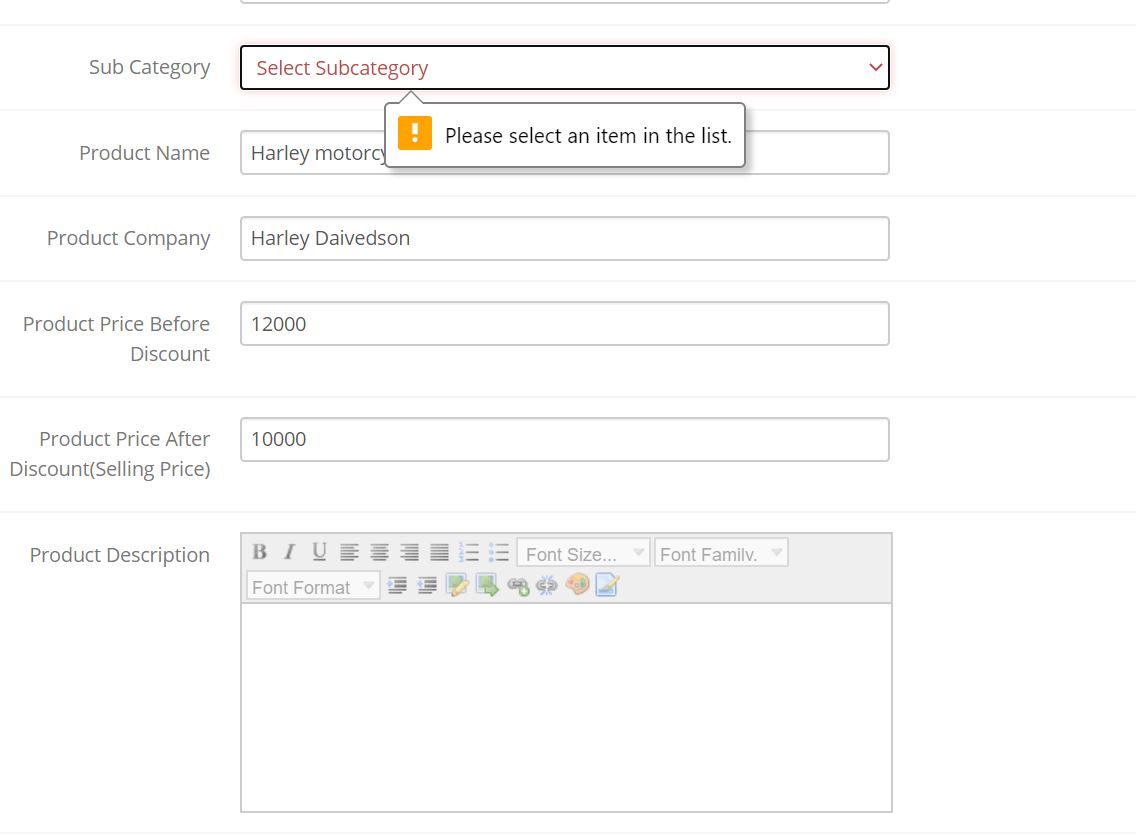 Sub Category
Select Subcategory
Please select an item in the list.
Product Name
Harley motorcy
Product Company
Harley Daivedson
Product Price Before
Discount
12000
Product Price After
Discount(Selling Price)
10000
Product Description
B I U
Font Size...
Font Family.
Font Format